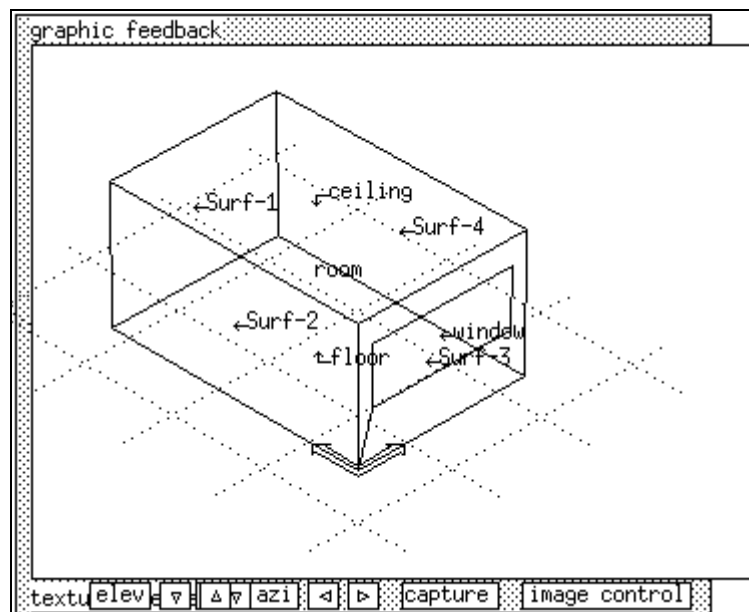 graphic feedback
ceiling
Surf-1
Surf-4
room
Surf-2
window
floor
Surf-3
elev
azi
capture
image control